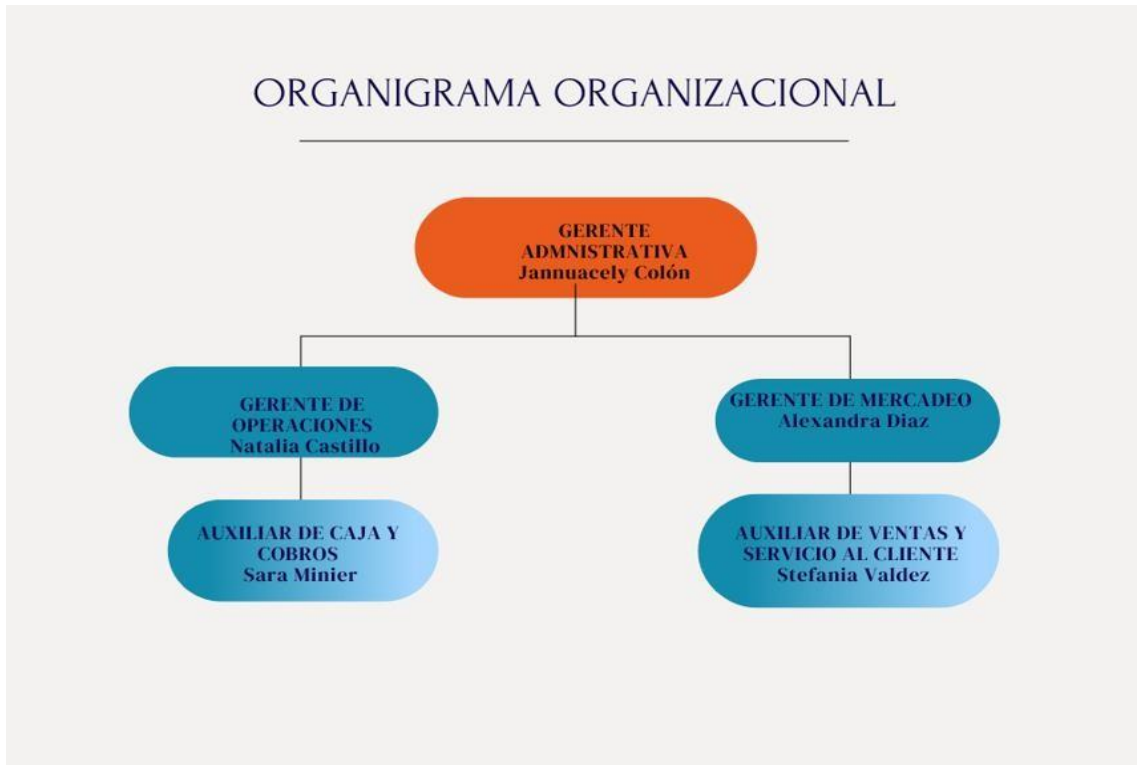 ORGANIGRAMA ORGANIZACIONAL
GERENTE
ADMNISTRATIVA
Jannuacely Colón
GERENTE DE
OPERACIONES
Natalia Castillo
GERENTE DE MERCADEO
Alexandra Diaz
AUXILIAR DE CAJA Y
COBROS
Sara Minier
AUXILIAR DE VENTAS Y
SERVICIO AL CLIENTE
Stefania Valdez